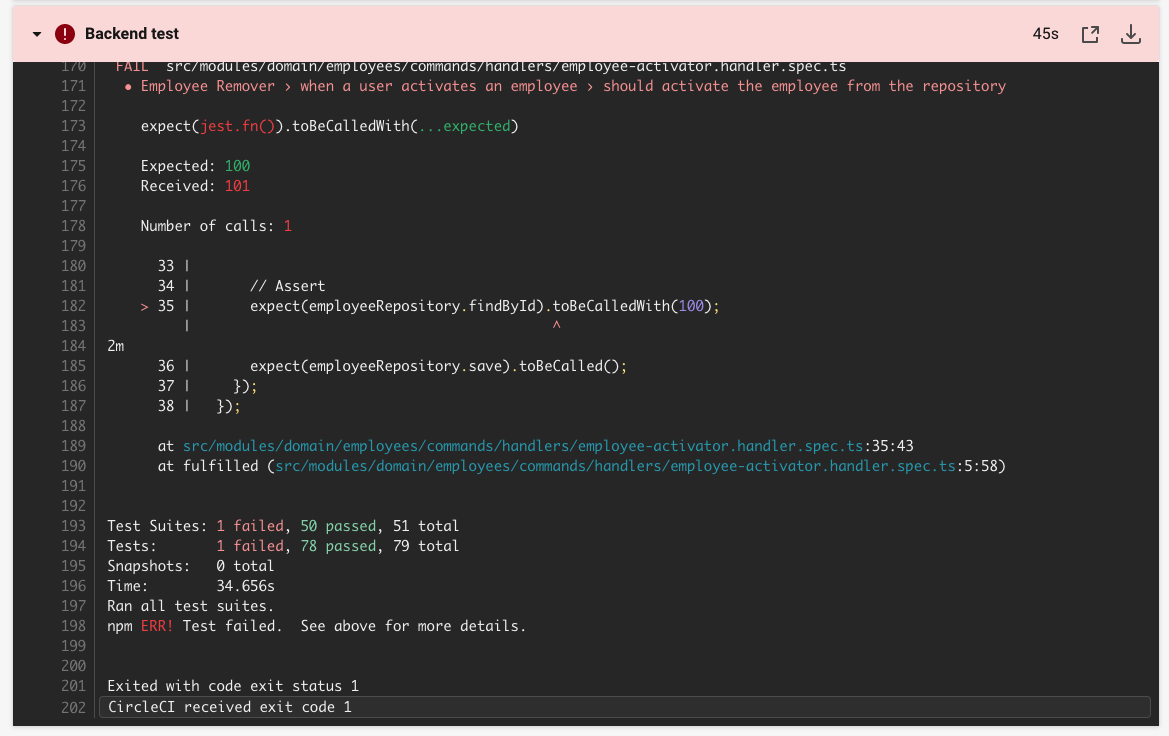 Backend test 45s
170 FAIL src/modules/domain/employees/commands/handlers/employee-activator.handler.spec.ts
171 • Employee Remover › when a user activates an employee › should activate the employee from the repository
172
173 expect(jest.fn()).toBeCalledWith(...expected)
174
175 Expected: 100
176 Received: 101
177
178 Number of calls: 1
179
180 33 |
181 34 | // Assert
182 > 35 | expect(employeeRepository.findById).toBeCalledWith(100);
183 | ^
184 2m
185 36 | expect(employeeRepository.save).toBeCalled();
186 37 | });
187 38 | });
188
189 at src/modules/domain/employees/commands/handlers/employee-activator.handler.spec.ts:35:43
190 at fulfilled (src/modules/domain/employees/commands/handlers/employee-activator.handler.spec.ts:5:58)
191
192
193 Test Suites: 1 failed, 50 passed, 51 total
194 Tests: 1 failed, 78 passed, 79 total
195 Snapshots: 0 total
196 Time: 34.656s
197 Ran all test suites.
198 npm ERR! Test failed. See above for more details.
199
200
201 Exited with code exit status 1
202 CircleCI received exit code 1